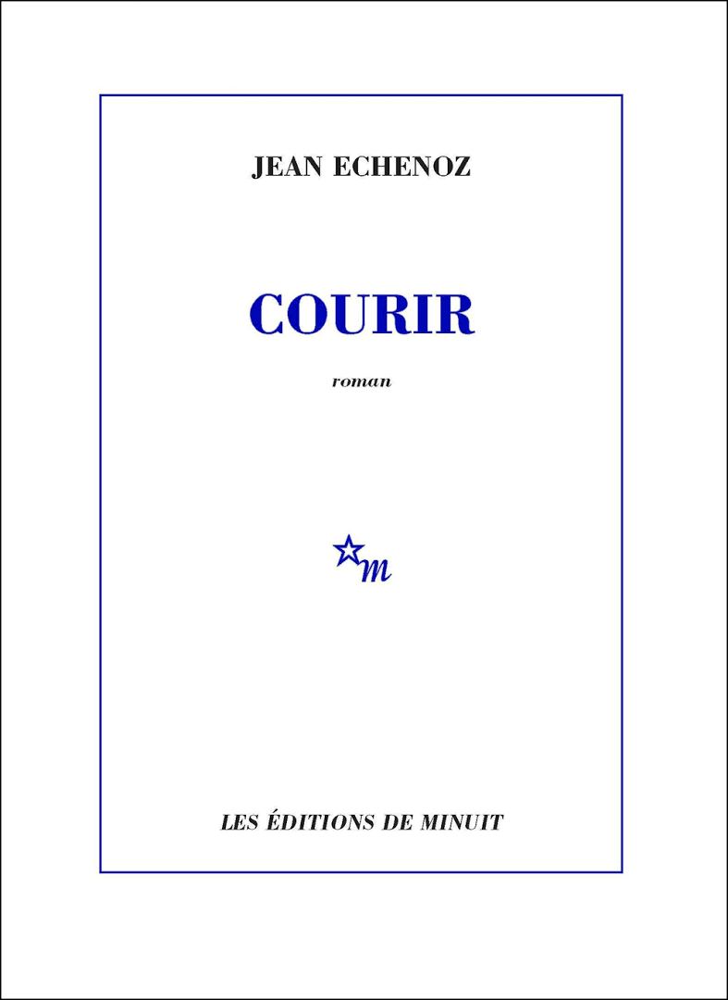 JEAN ECHENOZ
COURIR
roman
m
LES ÉDITIONS DE MINUIT